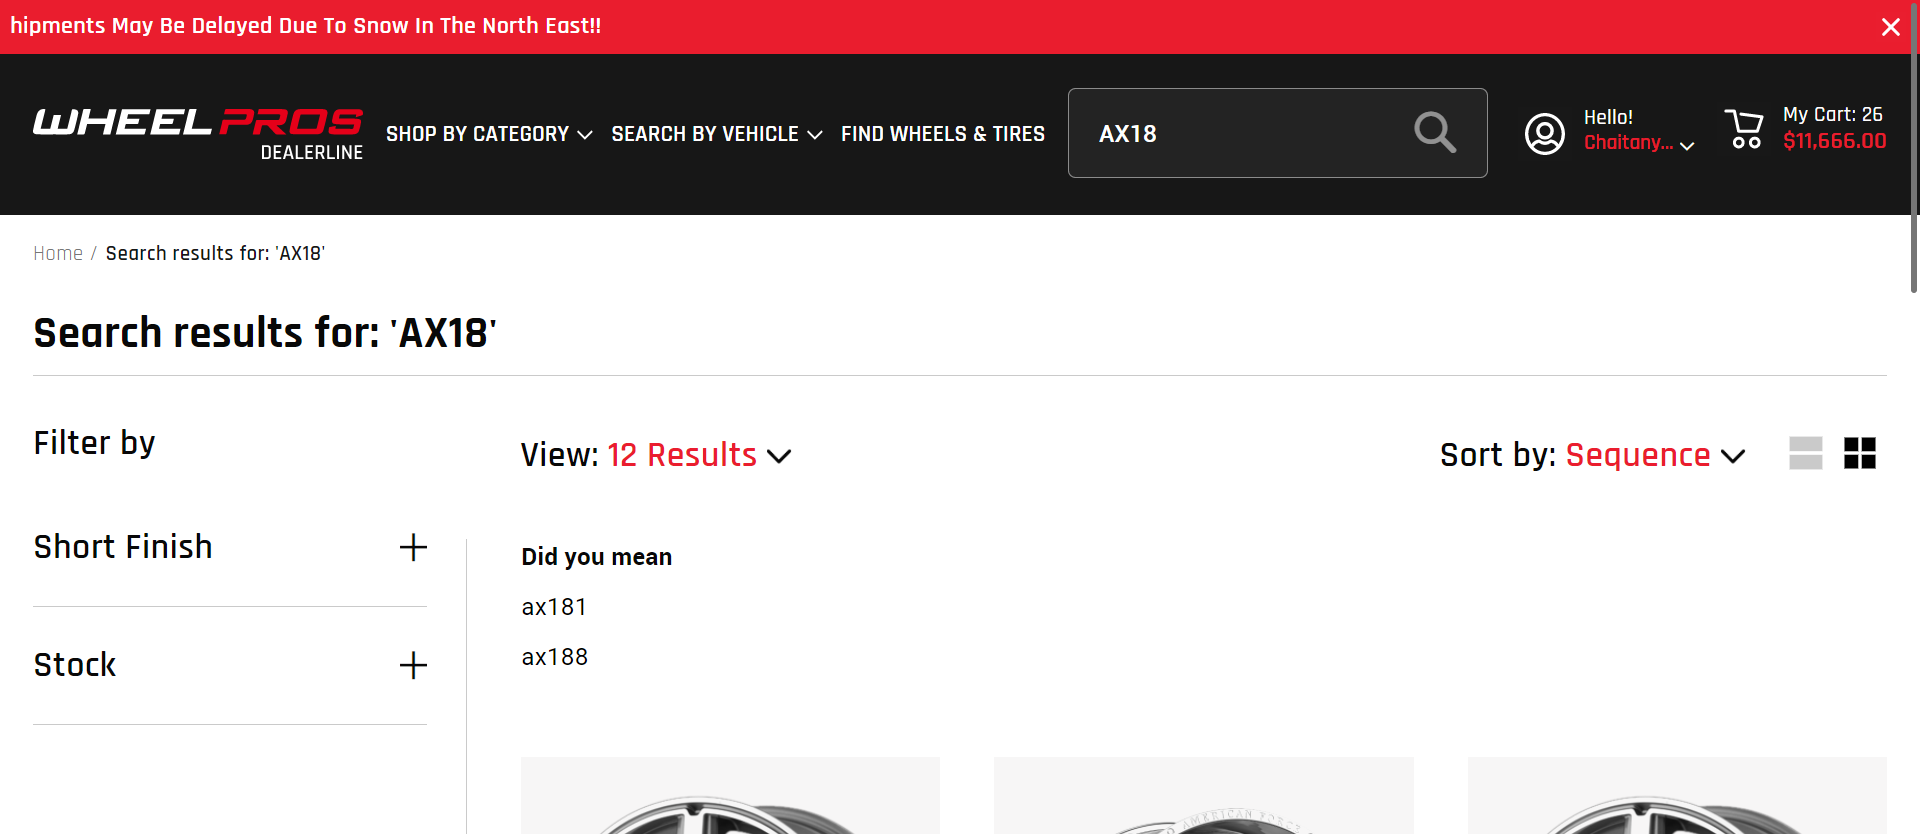 hipments May Be Delayed Due To Snow In The North East!!
WHEEL PROS
DEALERLINE
SHOP BY CATEGORY
SEARCH BY VEHICLE
FIND WHEELS & TIRES
AX18
Hello!
Chaitany...
My Cart: 26
$11,666.00
Home / Search results for: 'AX18'
Search results for: 'AX18'
Filter by
View: 12 Results
Sort by: Sequence
Short Finish
Stock
Did you mean
ax181
ax188
AMERICAN FORCE